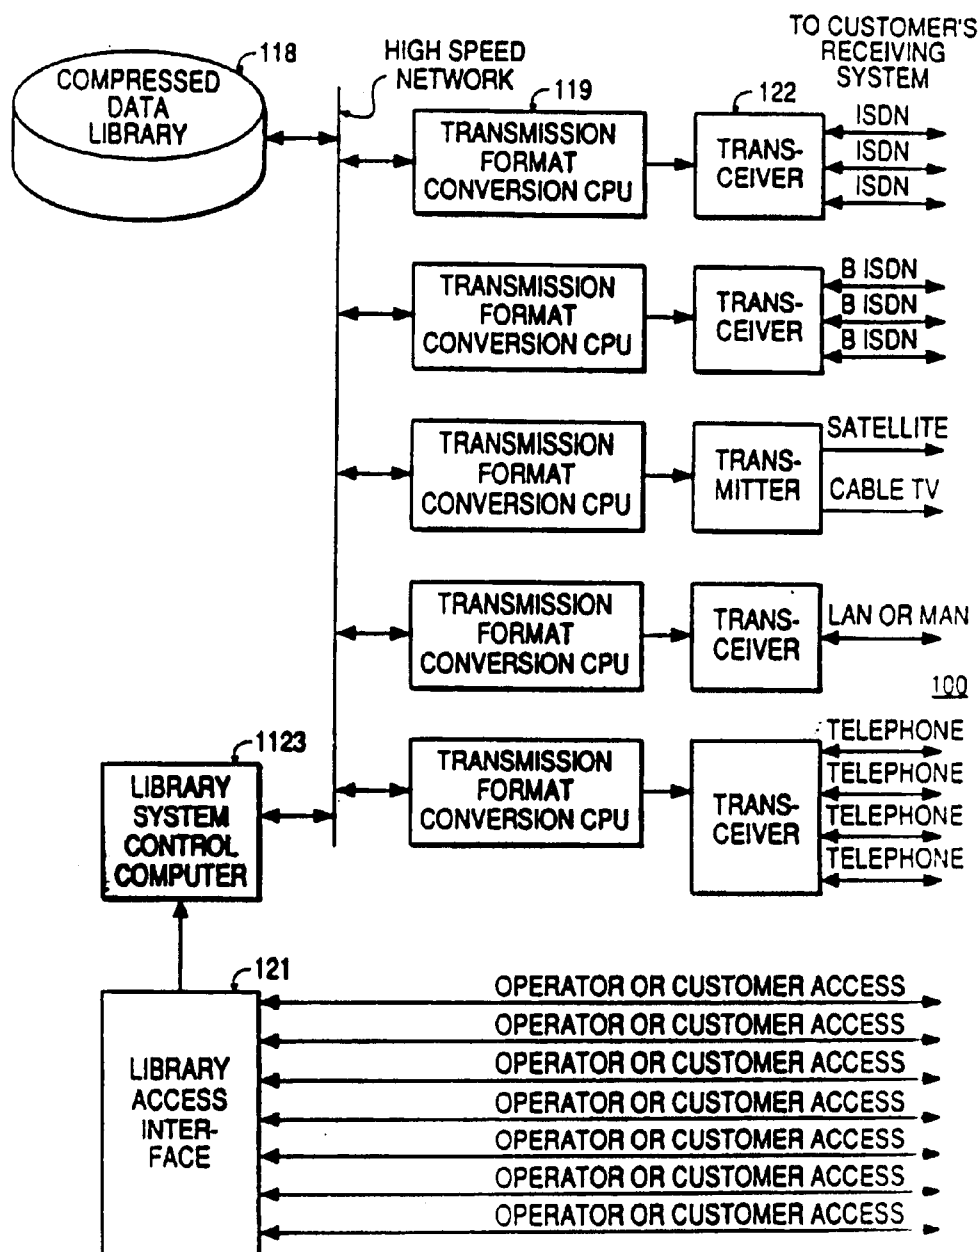 118
COMPRESSED
DATA
LIBRARY
HIGH SPEED
NETWORK
TO CUSTOMER'S
RECEIVING
SYSTEM
119
TRANSMISSION
FORMAT
CONVERSION CPU
122
TRANS-
CEIVER
ISDN
ISDN
ISDN
TRANSMISSION
FORMAT
CONVERSION CPU
TRANS-
CEIVER
B ISDN
B ISDN
B ISDN
TRANSMISSION
FORMAT
CONVERSION CPU
TRANS-
MITTER
SATELLITE
CABLE TV
TRANSMISSION
FORMAT
CONVERSION CPU
TRANS-
CEIVER
LAN OR MAN
100
1123
LIBRARY
SYSTEM
CONTROL
COMPUTER
TRANSMISSION
FORMAT
CONVERSION CPU
TRANS-
CEIVER
TELEPHONE
TELEPHONE
TELEPHONE
TELEPHONE
121
LIBRARY
ACCESS
INTER-
FACE
OPERATOR OR CUSTOMER ACCESS
OPERATOR OR CUSTOMER ACCESS
OPERATOR OR CUSTOMER ACCESS
OPERATOR OR CUSTOMER ACCESS
OPERATOR OR CUSTOMER ACCESS
OPERATOR OR CUSTOMER ACCESS
OPERATOR OR CUSTOMER ACCESS